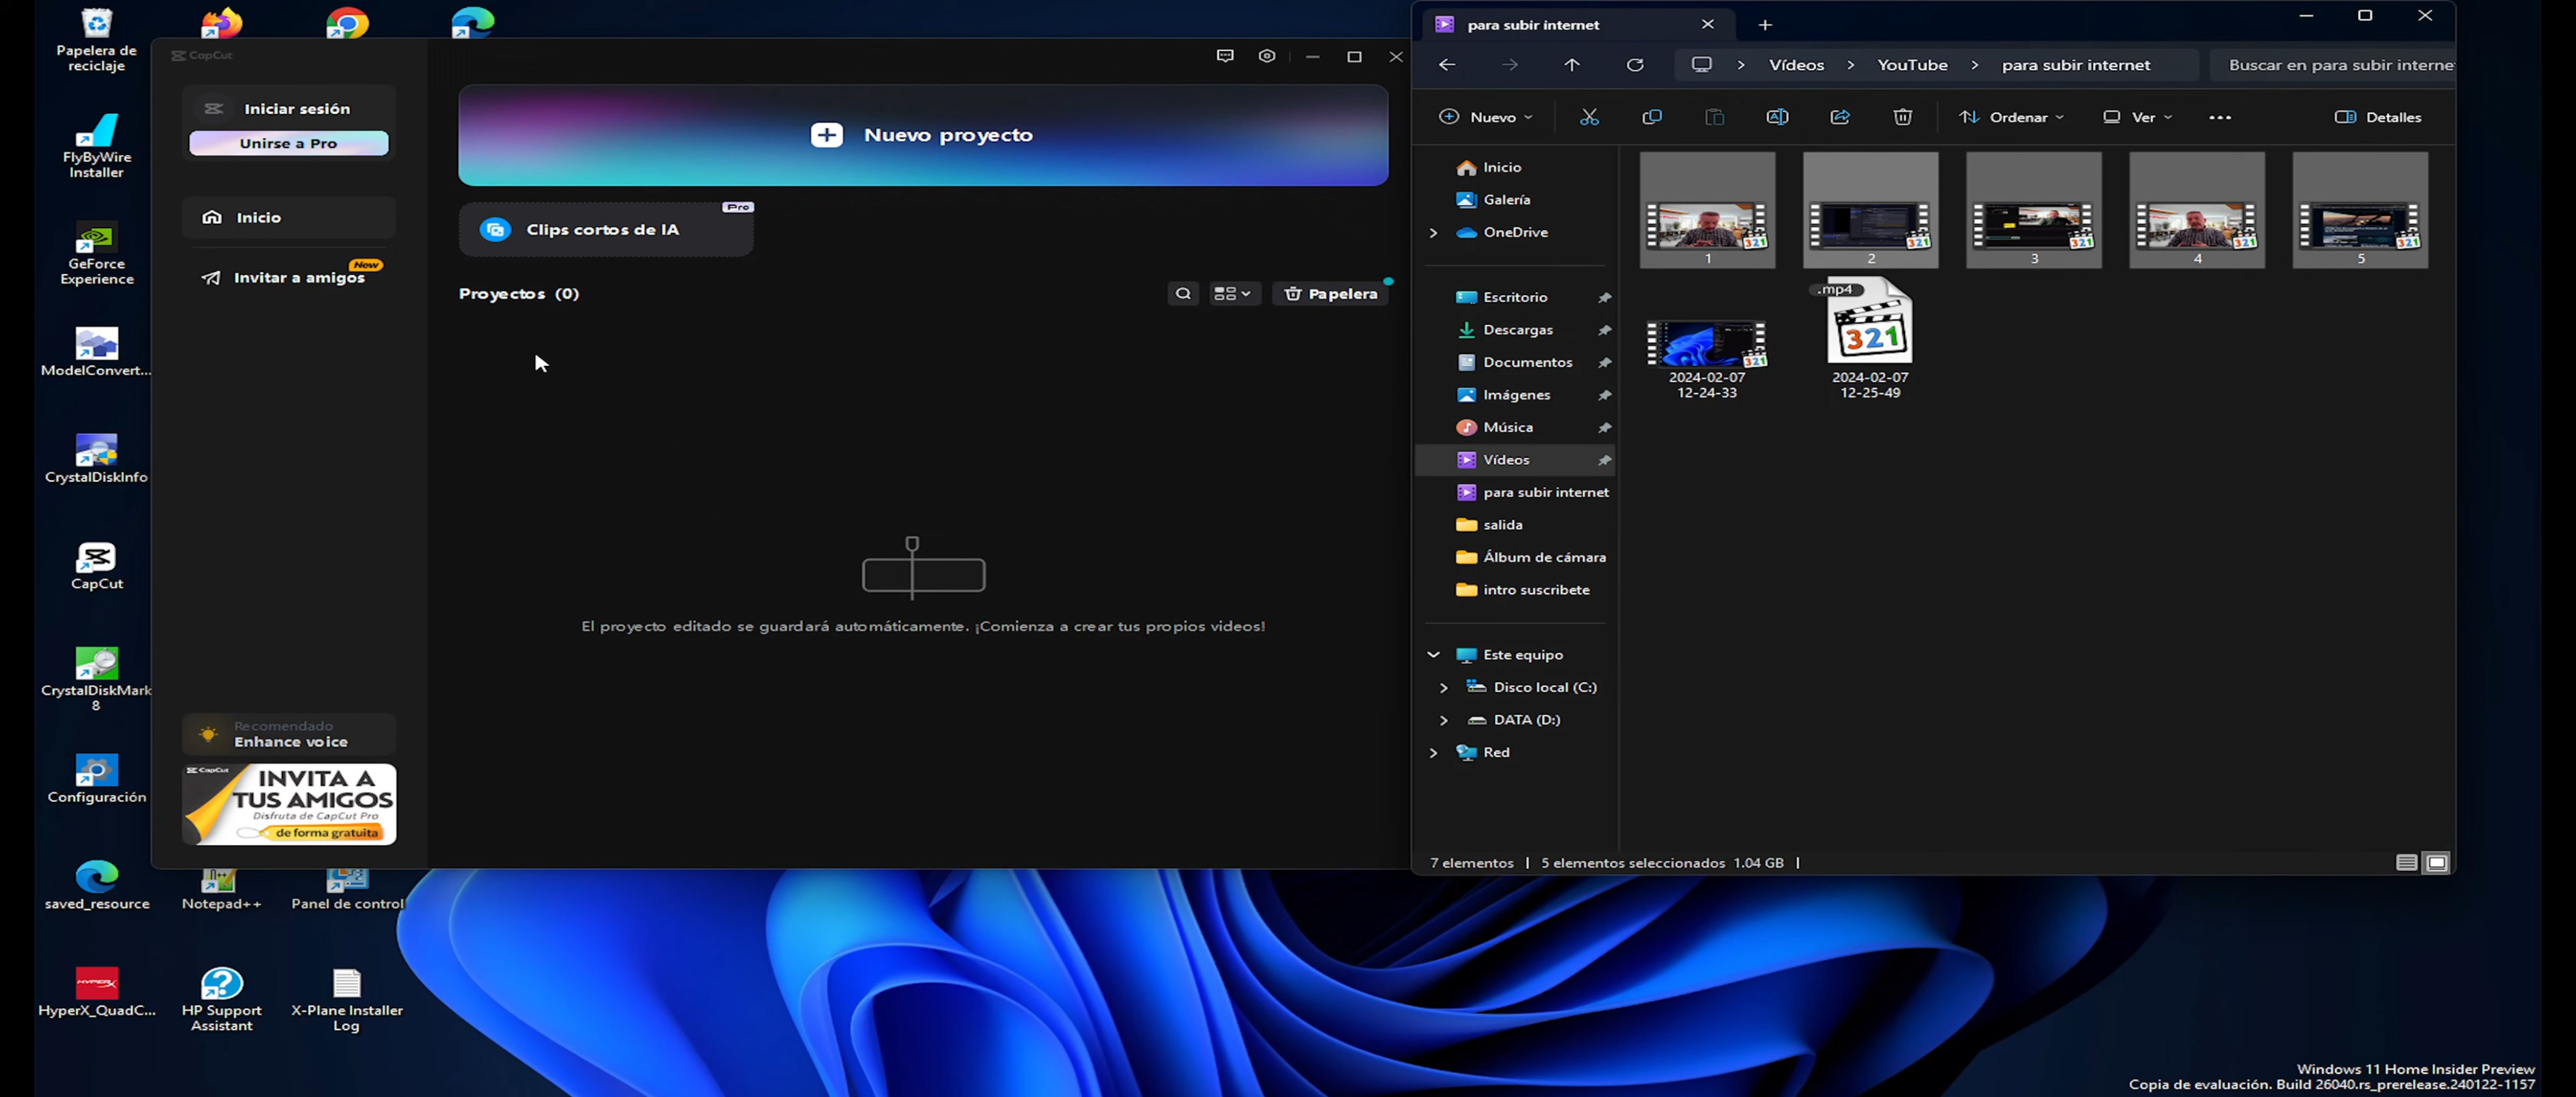 Papelera de
reciclaje
FlyByWire
Installer
GeForce
Experience
ModelConvert...
CrystalDiskInfo
CapCut
CrystalDiskMark
8
Configuración
saved_resource
Notepad++
Panel de control
HyperX_QuadC...
HP Support
Assistant
X-Plane Installer
Log
CapCut
Iniciar sesión
Unirse a Pro
Inicio
New
Invitar a amigos
Recomendado
Enhance voice
CapCut
INVITA A
TUS AMIGOS
Disfruta de CapCut Pro
de forma gratuita
Nuevo proyecto
Pro
Clips cortos de IA
Proyectos (0)
Papelera
El proyecto editado se guardará automáticamente. ¡Comienza a crear tus propios videos!
para subir internet
Vídeos > YouTube > para subir internet
Buscar en para subir interne
Nuevo
Ordenar
Ver
Detalles
Inicio
Galería
OneDrive
Escritorio
Descargas
Documentos
Imágenes
Música
Vídeos
para subir internet
salida
Álbum de cámara
intro suscribete
Este equipo
Disco local (C:)
DATA (D:)
Red
1
2
3
4
5
.mp4
321
2024-02-07
12-24-33
2024-02-07
12-25-49
7 elementos | 5 elementos seleccionados 1.04 GB |
Windows 11 Home Insider Preview
Copia de evaluación. Build 26040.rs_prerelease.240122-1157